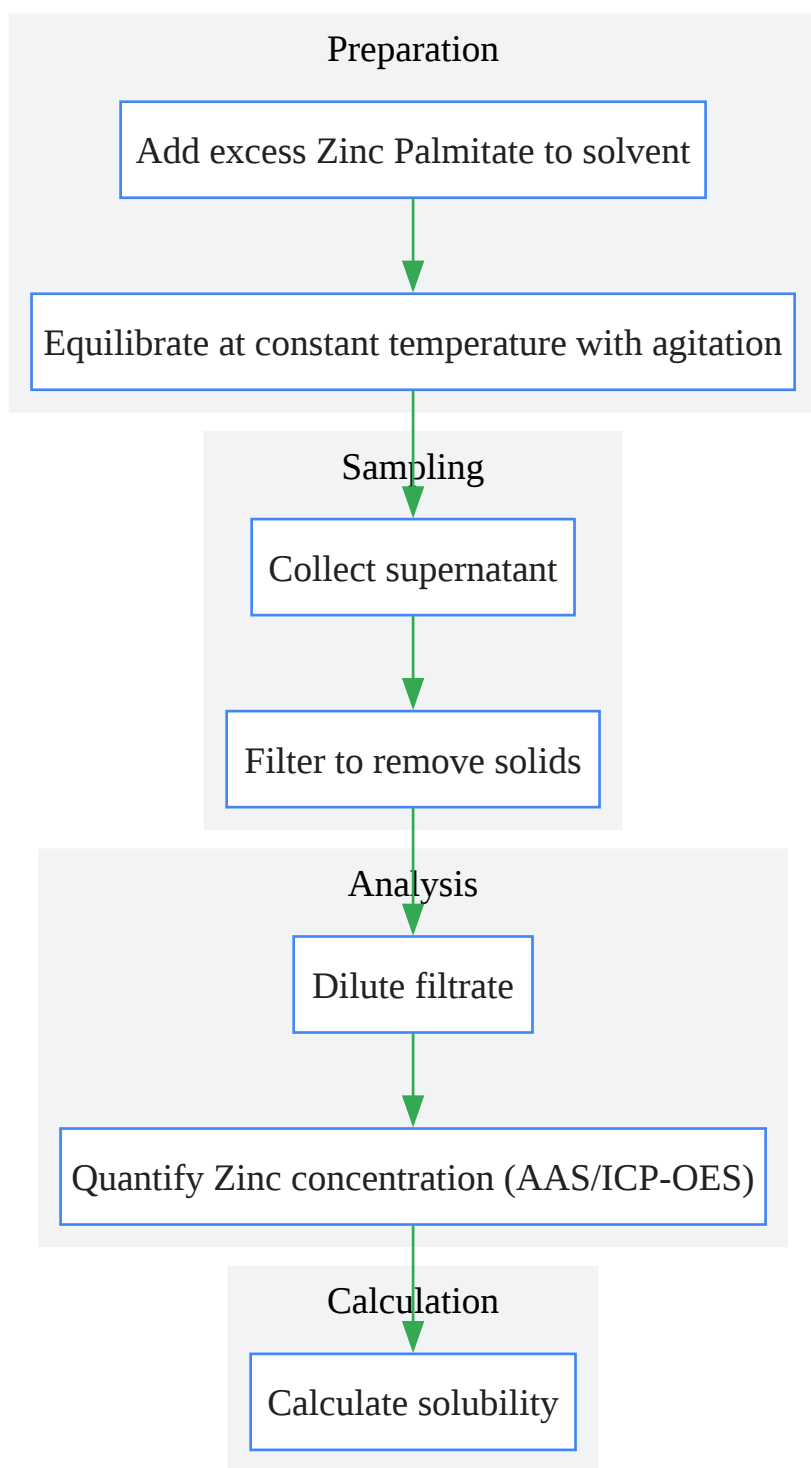 Preparation
Add excess Zinc Palmitate to solvent
Equilibrate at constant temperature with agitation
Sampling
Collect supernatant
Filter to remove solids
Analysis
Dilute filtrate
Quantify Zinc concentration (AAS/ICP-OES)
Calculation
Calculate solubility